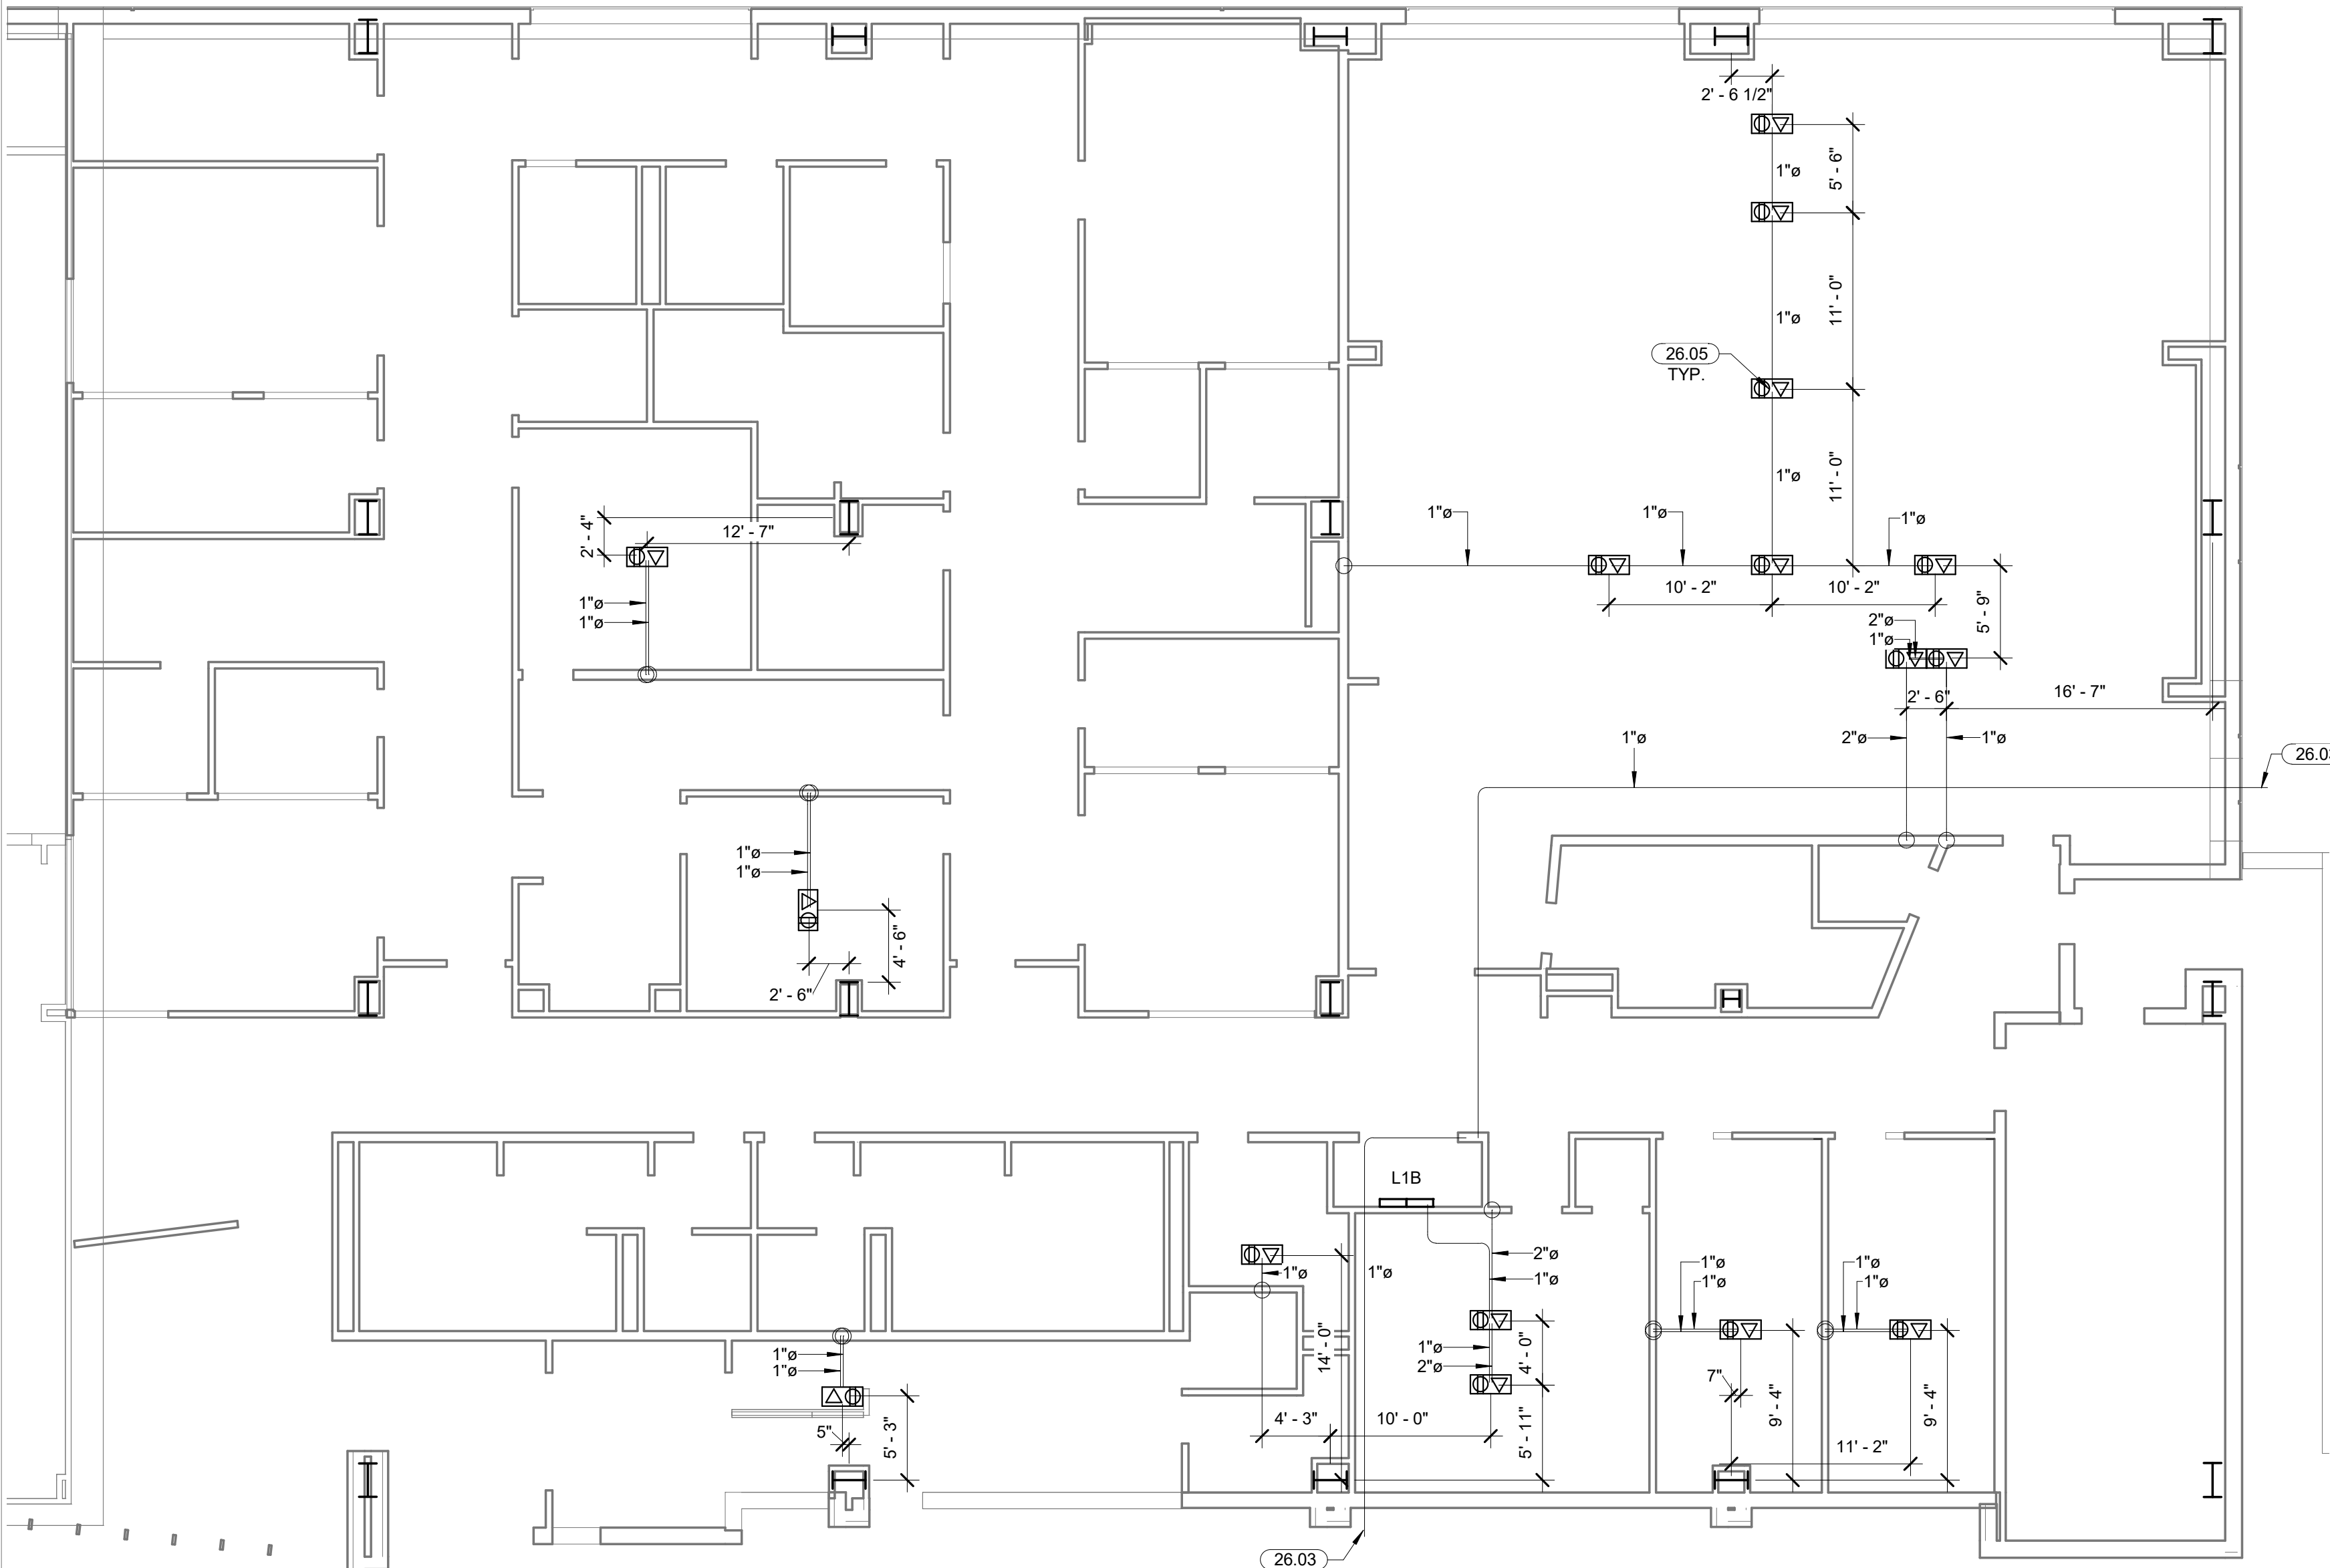 2' - 6 1/2"
1"ø
5' - 6"
1"ø
11' - 0"
26.05
TYP.
1"ø
11' - 0"
1"ø
1"ø
1"ø
2' - 4"
12' - 7"
10' - 2"
10' - 2"
5' - 9"
1"ø
1"ø
2"ø
1"ø
2' - 6"
16' - 7"
1"ø
2"ø
1"ø
1"ø
1"ø
4' - 6"
2' - 6"
L1B
1"ø
1"ø
2"ø
1"ø
1"ø
1"ø
1"ø
1"ø
14' - 0"
1"ø
2"ø
4' - 0"
1"ø
1"ø
7"
9' - 4"
9' - 4"
5"
5' - 3"
4' - 3"
10' - 0"
5' - 11"
11' - 2"
26.03